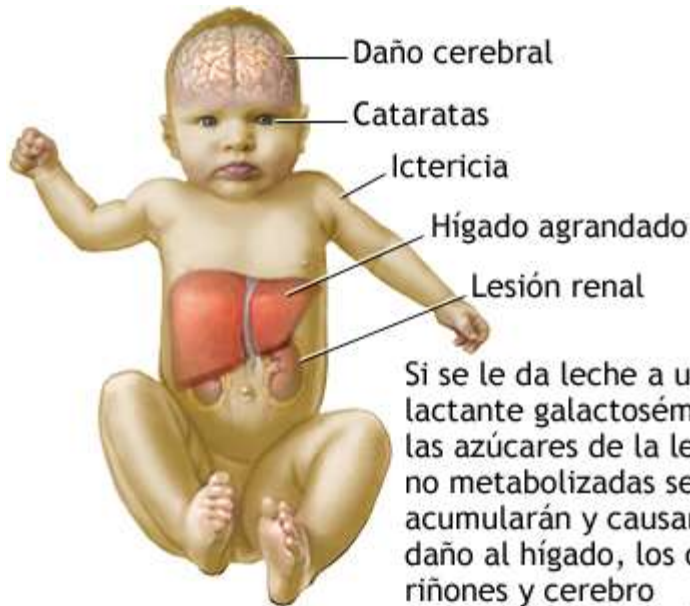 Daño cerebral
Cataratas
Ictericia
Hígado agrandado
Lesión renal
Si se le da leche a u
lactante galactosém
las azúcares de la le
no metabolizadas se
acumularán y causar
daño al hígado, los o
riñones y cerebro